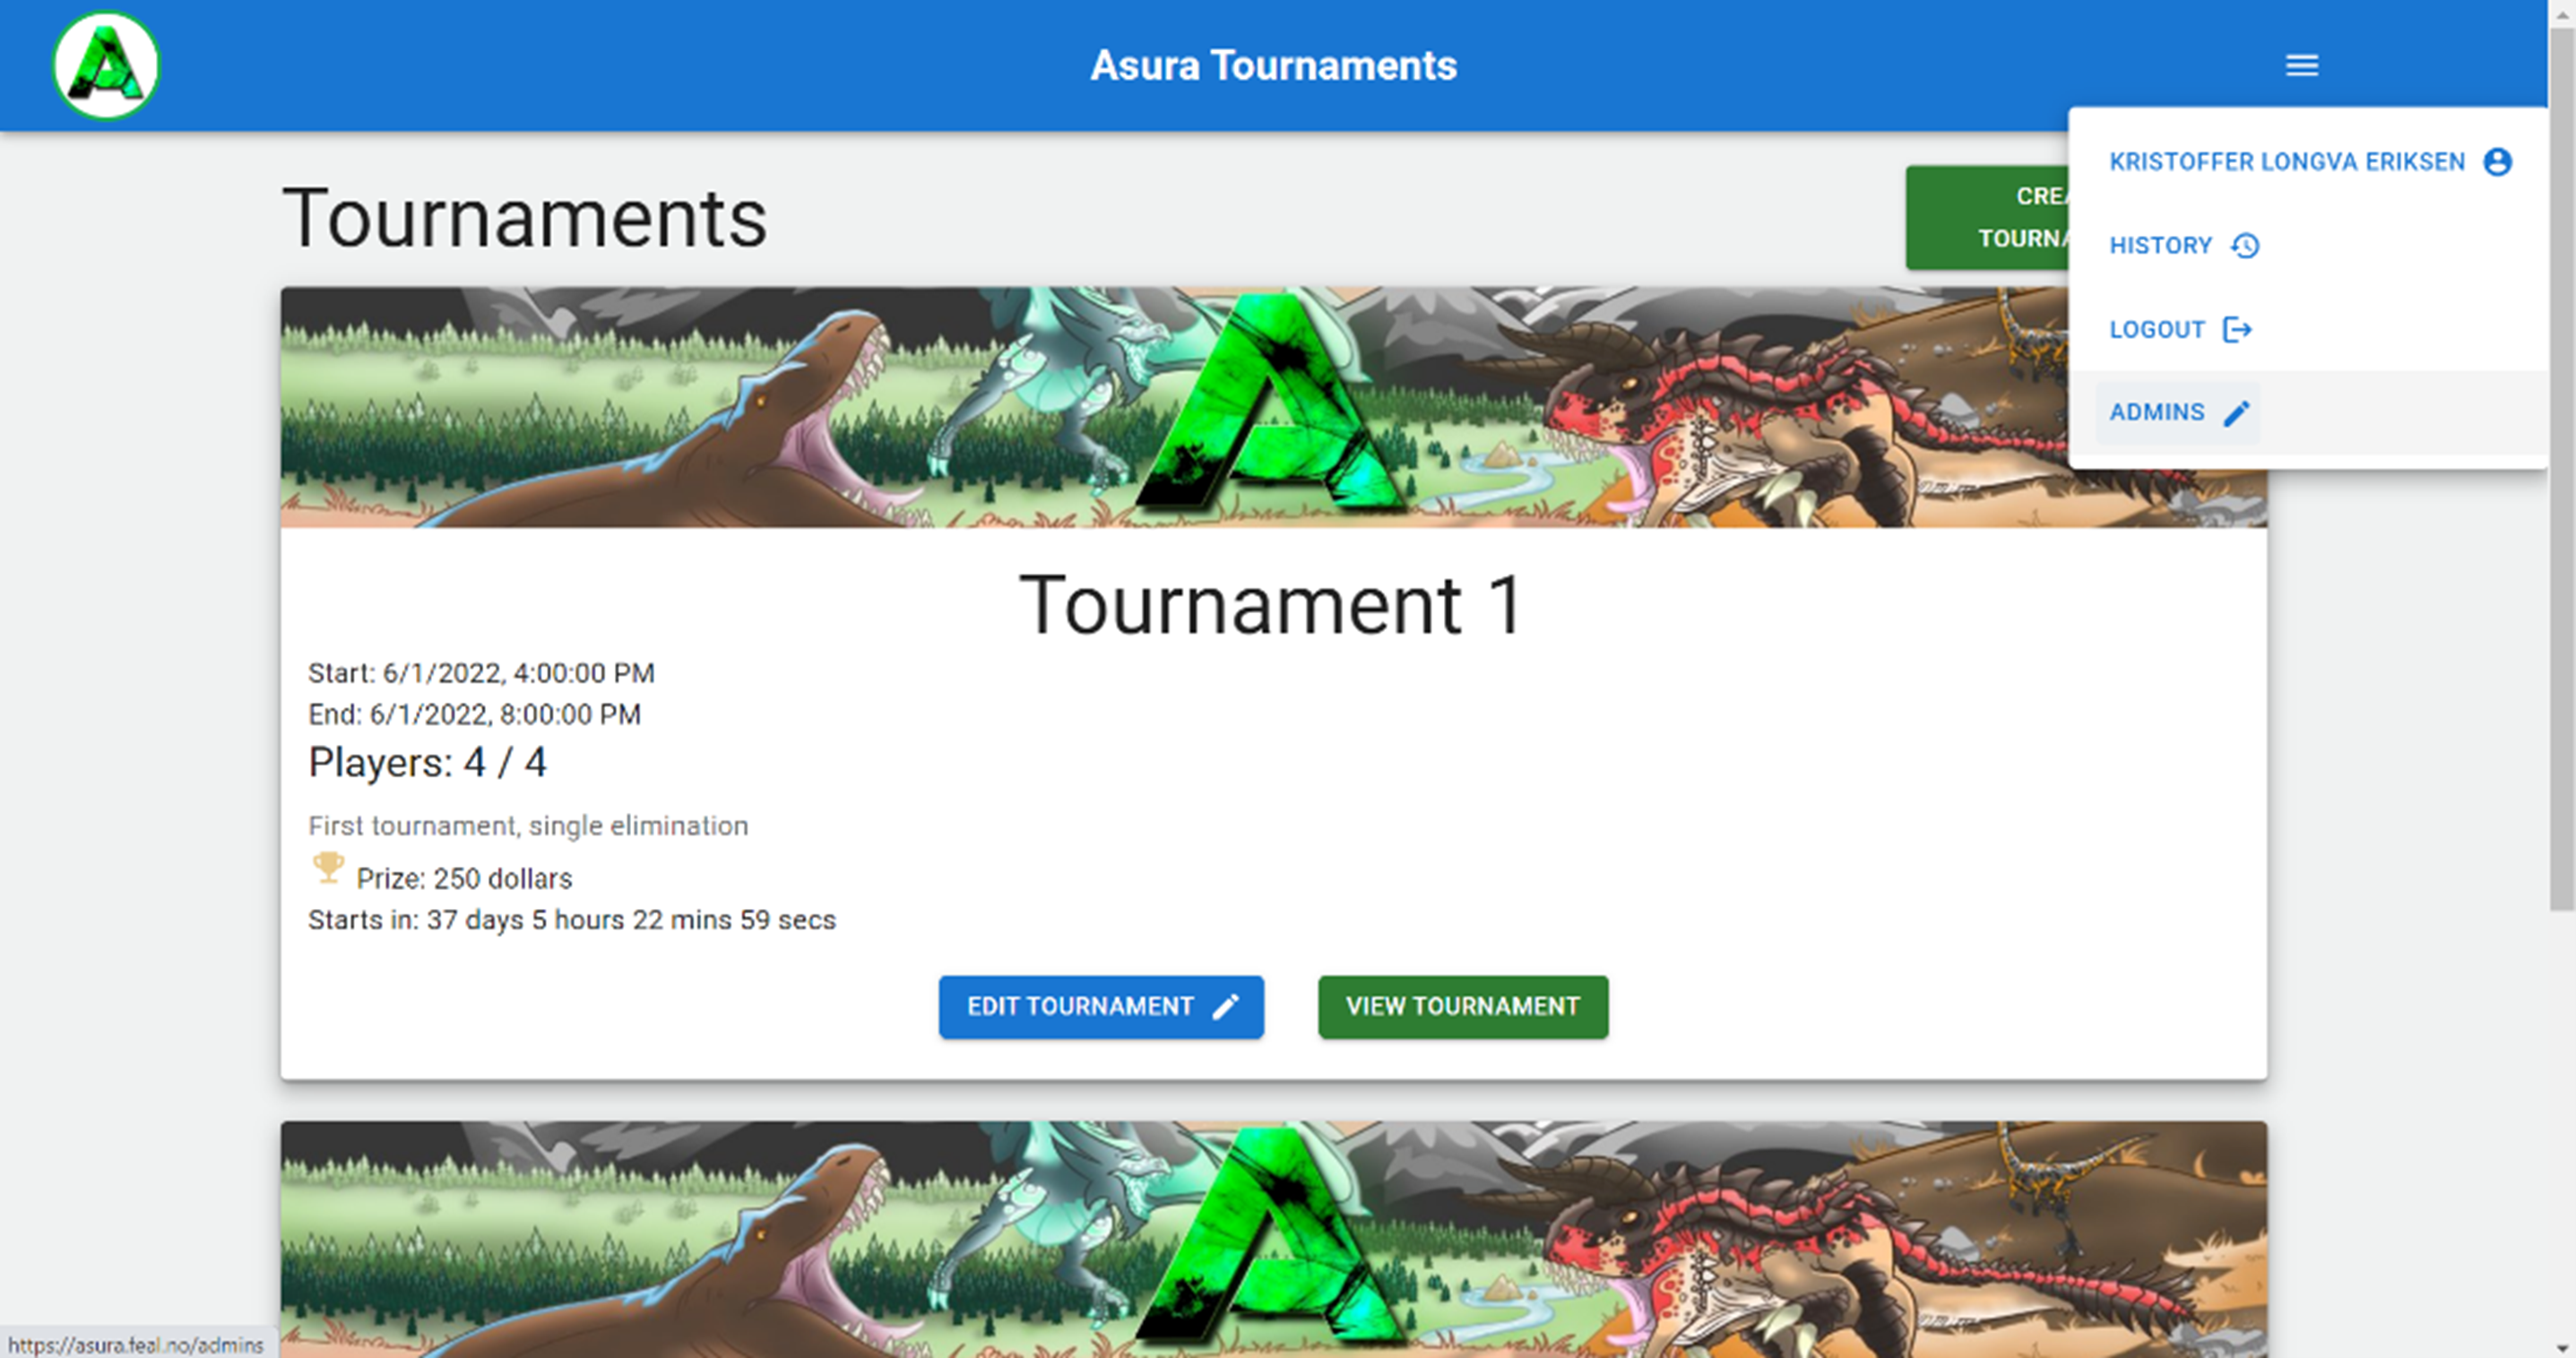 Asura Tournaments
KRISTOFFER LONGVA ERIKSEN
HISTORY
LOGOUT
ADMINS
Tournaments
CREA
TOURNA
Tournament 1
Start: 6/1/2022, 4:00:00 PM
End: 6/1/2022, 8:00:00 PM
Players: 4 / 4
First tournament, single elimination
Prize: 250 dollars
Starts in: 37 days 5 hours 22 mins 59 secs
EDIT TOURNAMENT
VIEW TOURNAMENT
https://asura.feal.no/admins